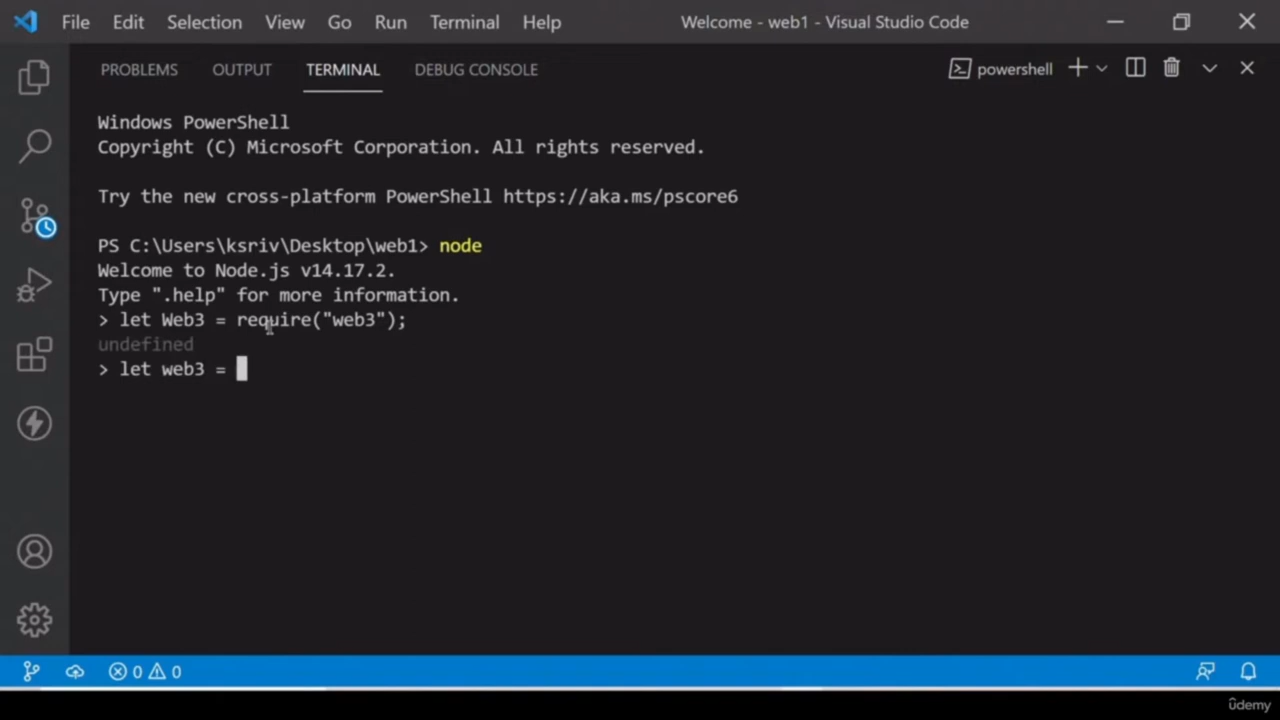 File Edit Selection View Go Run Terminal Help Welcome - web1 - Visual Studio Code
PROBLEMS OUTPUT TERMINAL DEBUG CONSOLE powershell
Windows PowerShell
Copyright (C) Microsoft Corporation. All rights reserved.
Try the new cross-platform PowerShell https://aka.ms/pscore6
PS C:\Users\ksriv\Desktop\web1> node
Welcome to Node.js v14.17.2.
Type ".help" for more information.
> let Web3 = require("web3");
undefined
> let web3 =
0 0
ûdemy